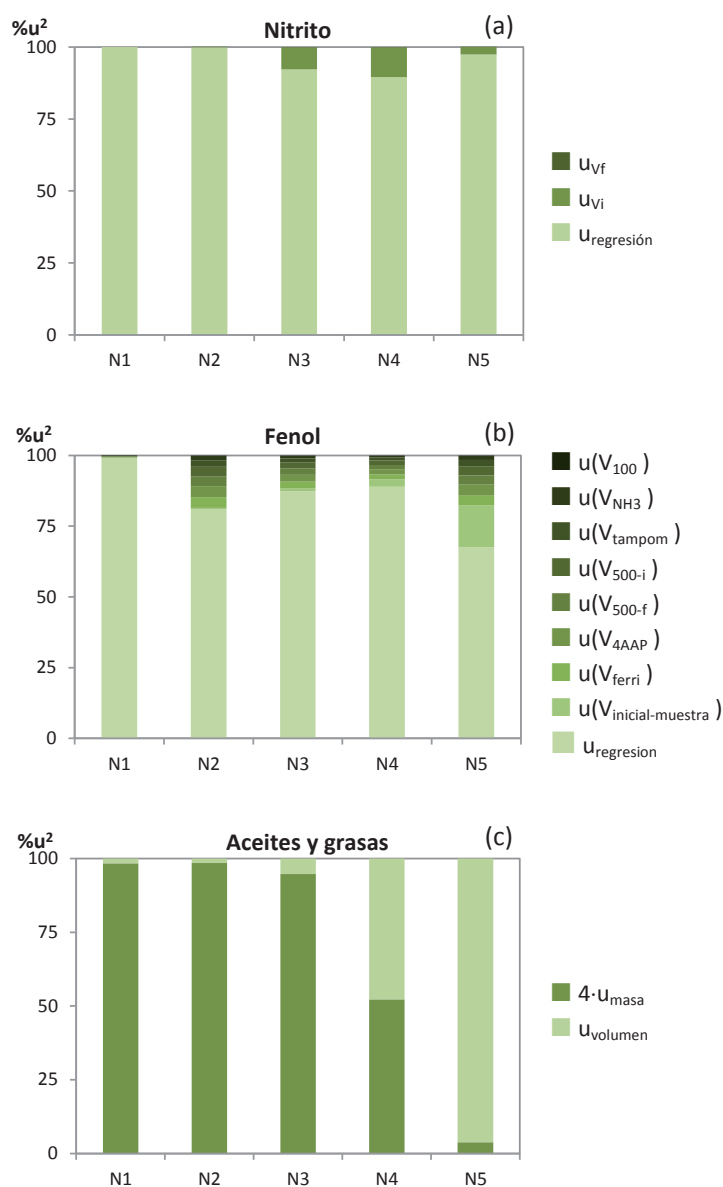 %u²
Nitrito
(a)
100
75
50
25
0
N1 N2 N3 N4 N5
uVf
uVi
uregresión
%u²
Fenol
(b)
100
75
50
25
0
N1 N2 N3 N4 N5
u(V100 )
u(VNH3 )
u(Vtampom )
u(V500-i )
u(V500-f )
u(V4AAP )
u(Vferri )
u(Vinicial-muestra )
uregresion
%u²
Aceites y grasas
(c)
100
75
50
25
0
N1 N2 N3 N4 N5
4·umasa
uvolumen